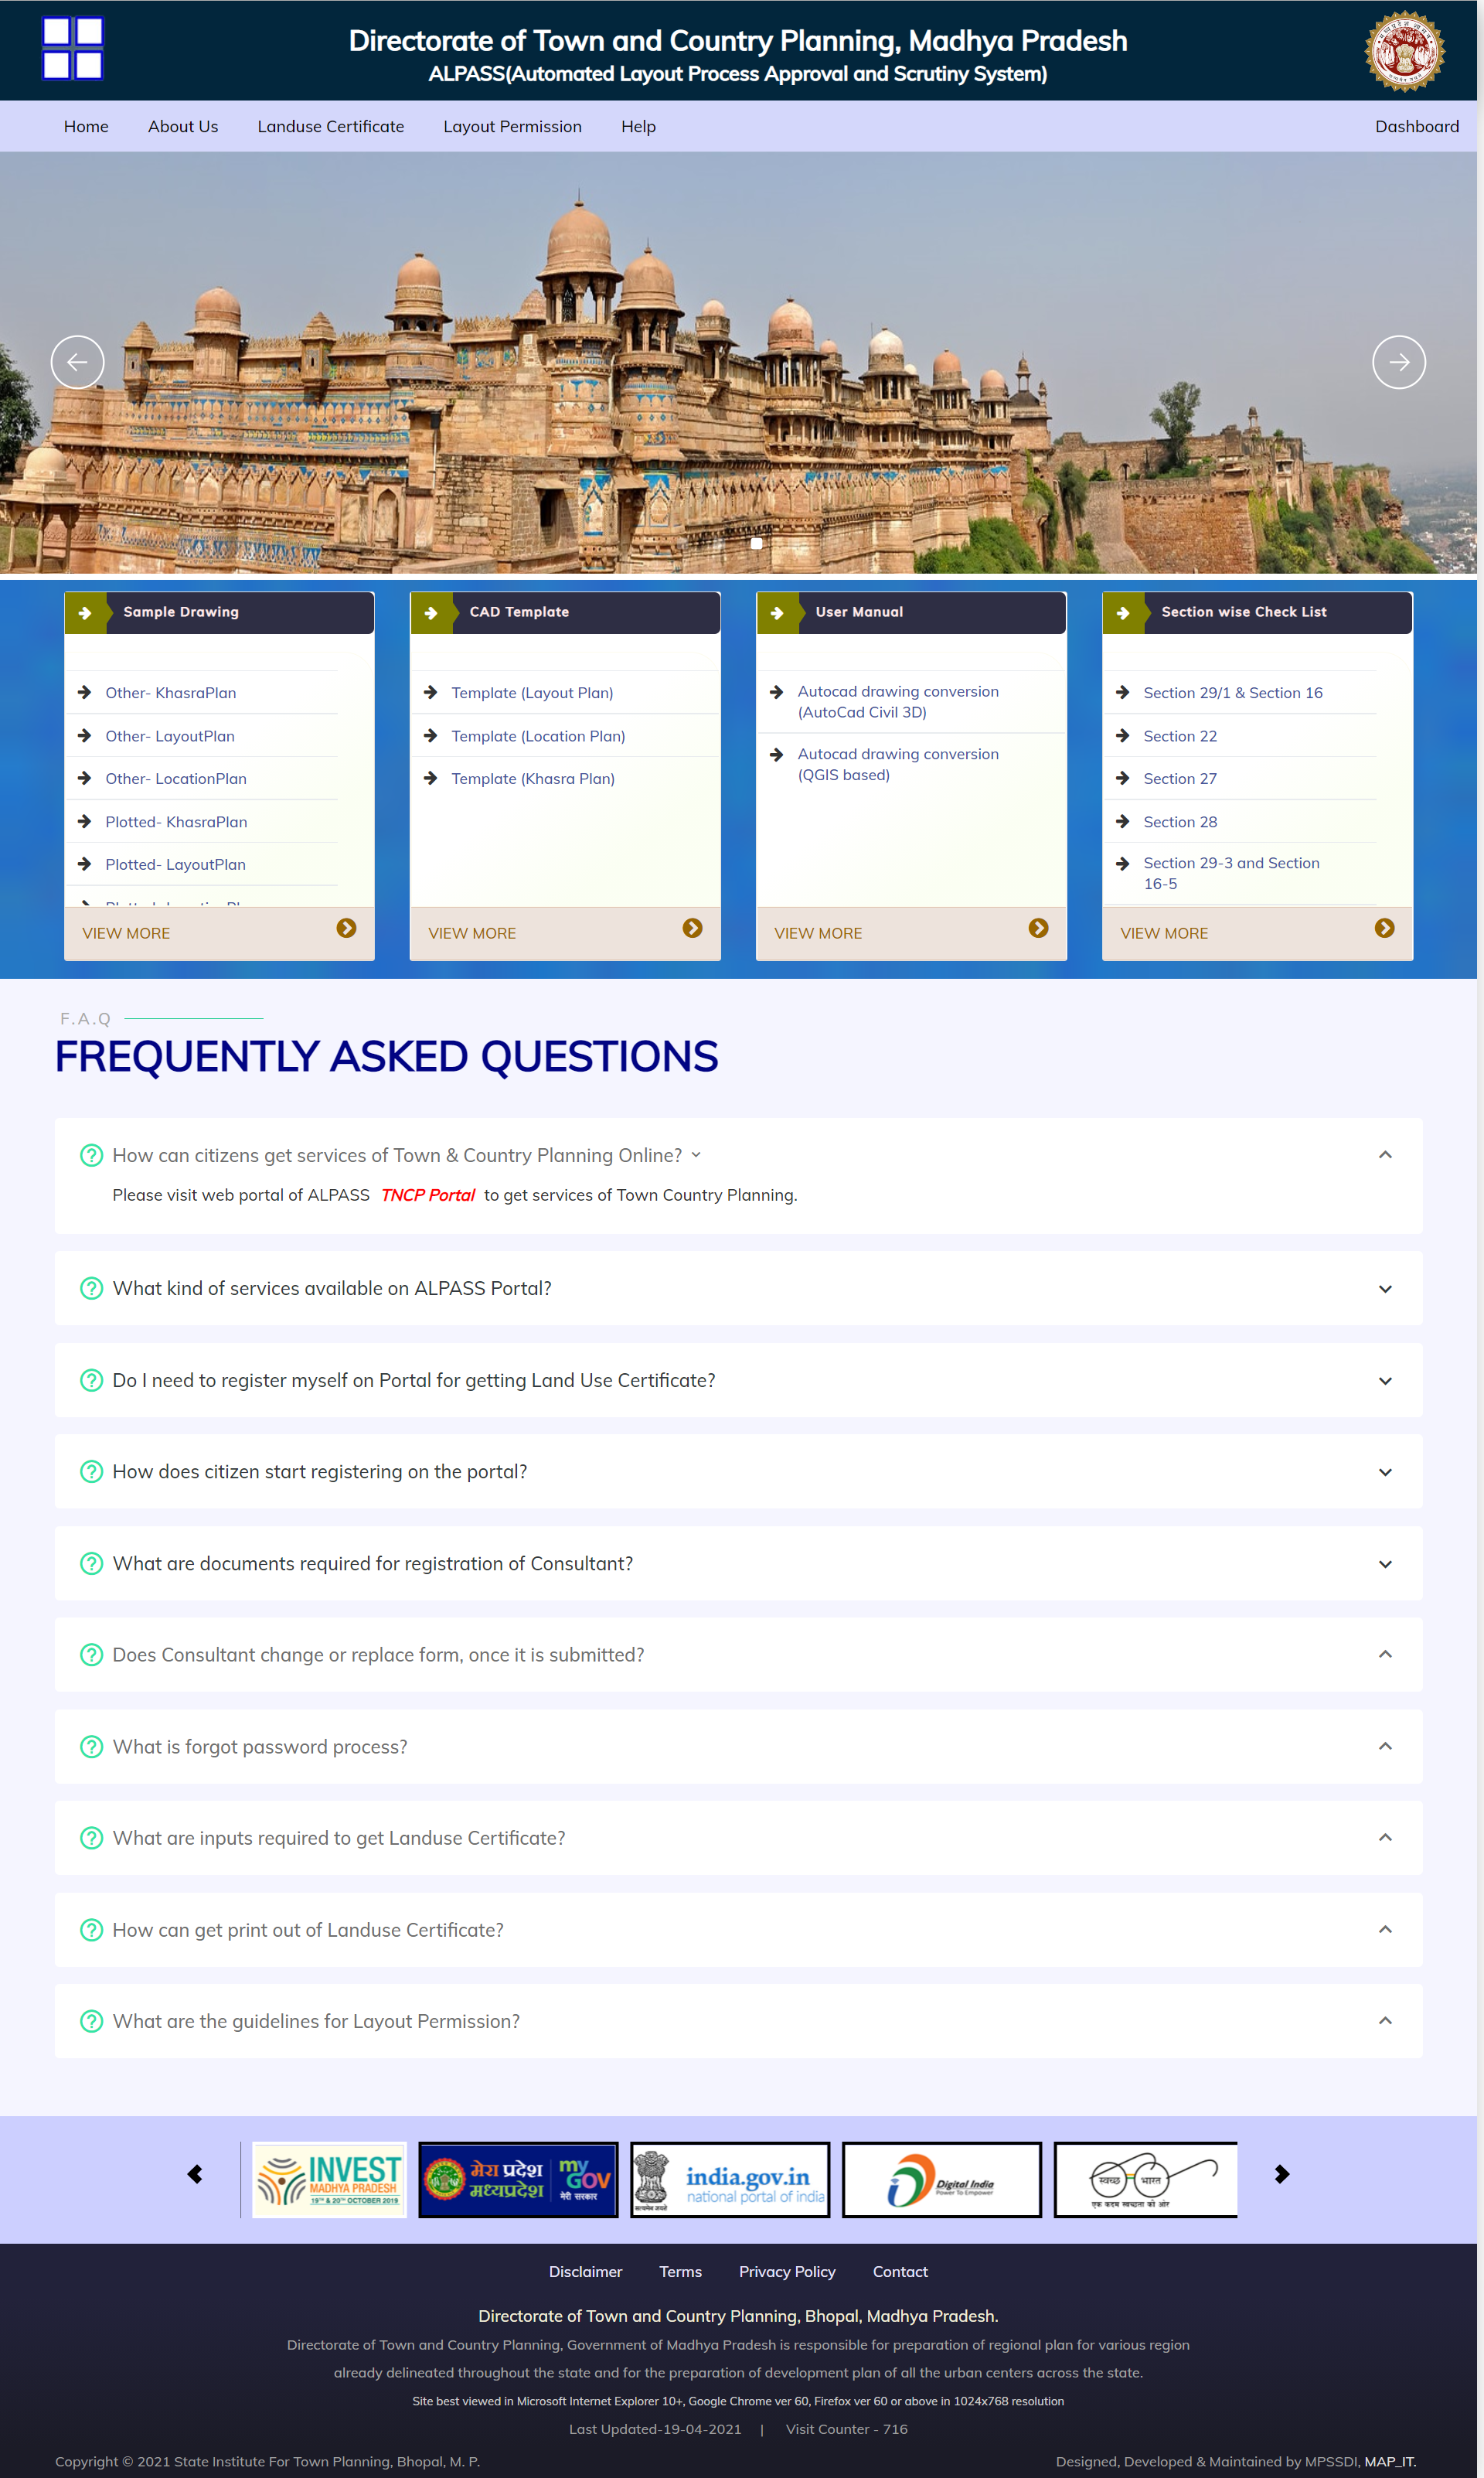 Directorate of Town and Country Planning, Madhya Pradesh
ALPASS(Automated Layout Process Approval and Scrutiny System)
Home About Us Landuse Certificate Layout Permission Help Dashboard
Sample Drawing
Other- KhasraPlan
Other- LayoutPlan
Other- LocationPlan
Plotted- KhasraPlan
Plotted- LayoutPlan
VIEW MORE
CAD Template
Template (Layout Plan)
Template (Location Plan)
Template (Khasra Plan)
VIEW MORE
User Manual
Autocad drawing conversion
(AutoCad Civil 3D)
Autocad drawing conversion
(QGIS based)
VIEW MORE
Section wise Check List
Section 29/1 & Section 16
Section 22
Section 27
Section 28
Section 29-3 and Section
16-5
VIEW MORE
F.A.Q
FREQUENTLY ASKED QUESTIONS
How can citizens get services of Town & Country Planning Online?
Please visit web portal of ALPASS TNCP Portal to get services of Town Country Planning.
What kind of services available on ALPASS Portal?
Do I need to register myself on Portal for getting Land Use Certificate?
How does citizen start registering on the portal?
What are documents required for registration of Consultant?
Does Consultant change or replace form, once it is submitted?
What is forgot password process?
What are inputs required to get Landuse Certificate?
How can get print out of Landuse Certificate?
What are the guidelines for Layout Permission?
INVEST
MADHYA PRADESH
19TH & 20TH OCTOBER 2019
मेरा प्रदेश
मध्यप्रदेश
my
GOV
मेरी सरकार
सत्यमेव जयते
india.gov.in
national portal of india
Digital India
Power To Empower
स्वच्छ भारत
एक कदम स्वच्छता की ओर
Disclaimer Terms Privacy Policy Contact
Directorate of Town and Country Planning, Bhopal, Madhya Pradesh.
Directorate of Town and Country Planning, Government of Madhya Pradesh is responsible for preparation of regional plan for various region
already delineated throughout the state and for the preparation of development plan of all the urban centers across the state.
Site best viewed in Microsoft Internet Explorer 10+, Google Chrome ver 60, Firefox ver 60 or above in 1024x768 resolution
Last Updated-19-04-2021 | Visit Counter - 716
Copyright © 2021 State Institute For Town Planning, Bhopal, M. P.
Designed, Developed & Maintained by MPSSDI, MAP_IT.